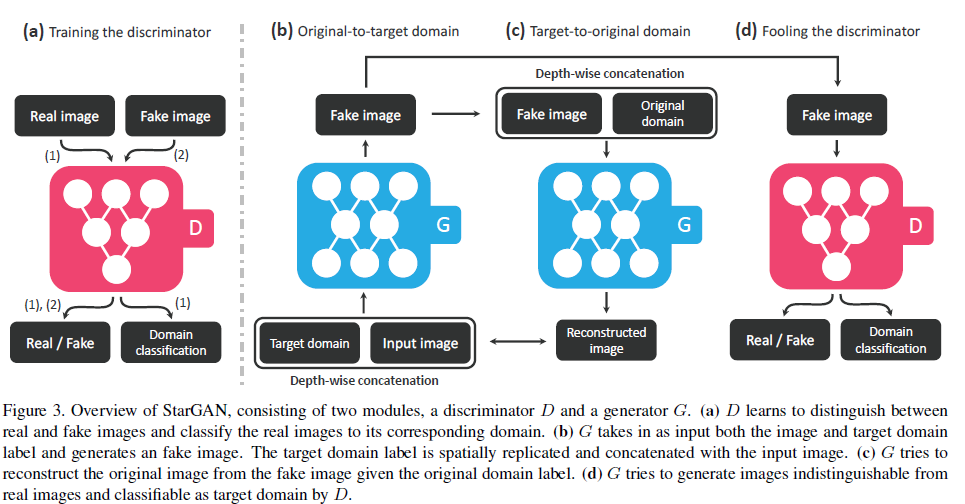 (a) Training the discriminator
(b) Original-to-target domain
(c) Target-to-original domain
(d) Fooling the discriminator
Real image
Fake image
(1)
(2)
D
(1), (2)
(1)
Real / Fake
Domain
classification
Fake image
G
Target domain
Input image
Depth-wise concatenation
Depth-wise concatenation
Fake image
Original
domain
G
Reconstructed
image
Fake image
D
Real / Fake
Domain
classification
Figure 3. Overview of StarGAN, consisting of two modules, a discriminator D and a generator G. (a) D learns to distinguish between
real and fake images and classify the real images to its corresponding domain. (b) G takes in as input both the image and target domain
label and generates an fake image. The target domain label is spatially replicated and concatenated with the input image. (c) G tries to
reconstruct the original image from the fake image given the original domain label. (d) G tries to generate images indistinguishable from
real images and classifiable as target domain by D.